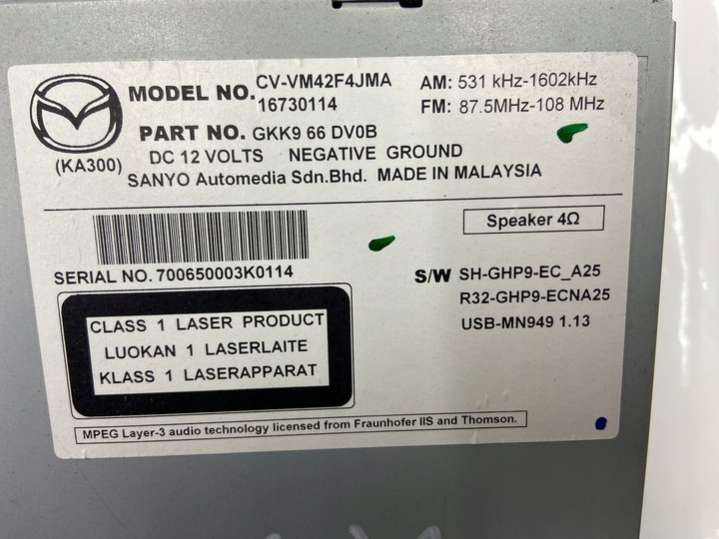 MODEL NO. CV-VM42F4JMA
16730114
AM: 531 kHz-1602kHz
FM: 87.5MHz-108 MHz
(KA300)
PART NO. GKK9 66 DV0B
DC 12 VOLTS NEGATIVE GROUND
SANYO Automedia Sdn.Bhd. MADE IN MALAYSIA
Speaker 4Ω
SERIAL NO. 700650003K0114
S/W SH-GHP9-EC_A25
R32-GHP9-ECNA25
USB-MN949 1.13
CLASS 1 LASER PRODUCT
LUOKAN 1 LASERLAITE
KLASS 1 LASERAPPARAT
MPEG Layer-3 audio technology licensed from Fraunhofer IIS and Thomson.